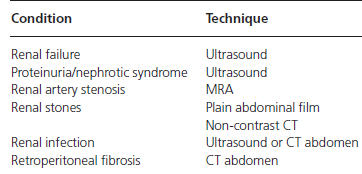 Condition Technique
Renal failure Ultrasound
Proteinuria/nephrotic syndrome Ultrasound
Renal artery stenosis MRA
Renal stones Plain abdominal film
Non-contrast CT
Renal infection Ultrasound or CT abdomen
Retroperitoneal fibrosis CT abdomen